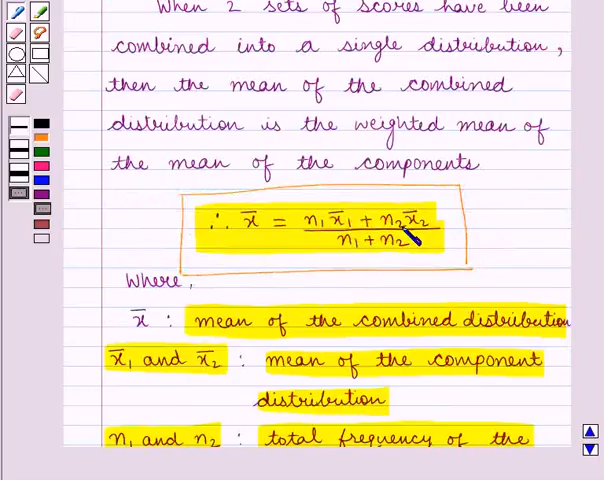 When 2 sets of scores have been
combined into a single distribution,
then the mean of the combined
distribution is the weighted mean of
the mean of the components
∴ x̄ = (n₁x̄₁ + n₂x̄₂) / (n₁ + n₂)
Where,
x̄ : mean of the combined distribution
x̄₁ and x̄₂ : mean of the component
distribution
n₁ and n₂ : total frequency of the